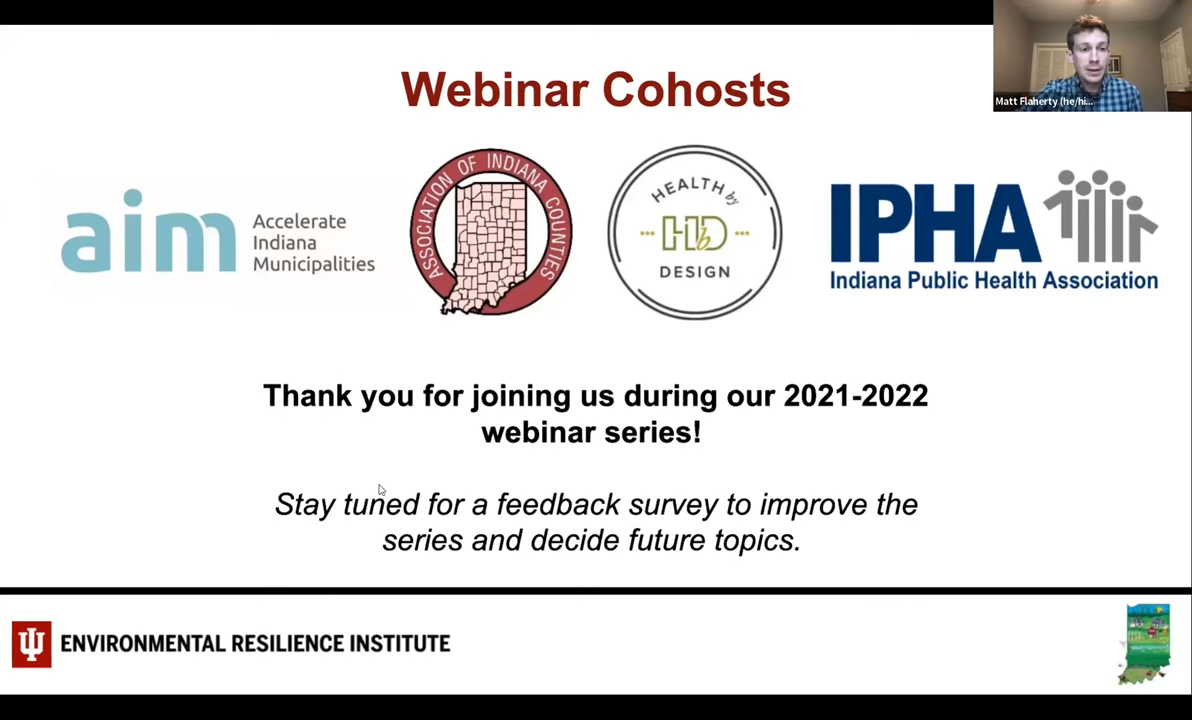 Webinar Cohosts
Matt Flaherty (he/hi...
aim
Accelerate
Indiana
Municipalities
ASSOCIATION OF INDIANA COUNTIES
HEALTH by
HbD
DESIGN
IPHA
Indiana Public Health Association
Thank you for joining us during our 2021-2022
webinar series!
Stay tuned for a feedback survey to improve the
series and decide future topics.
ENVIRONMENTAL RESILIENCE INSTITUTE